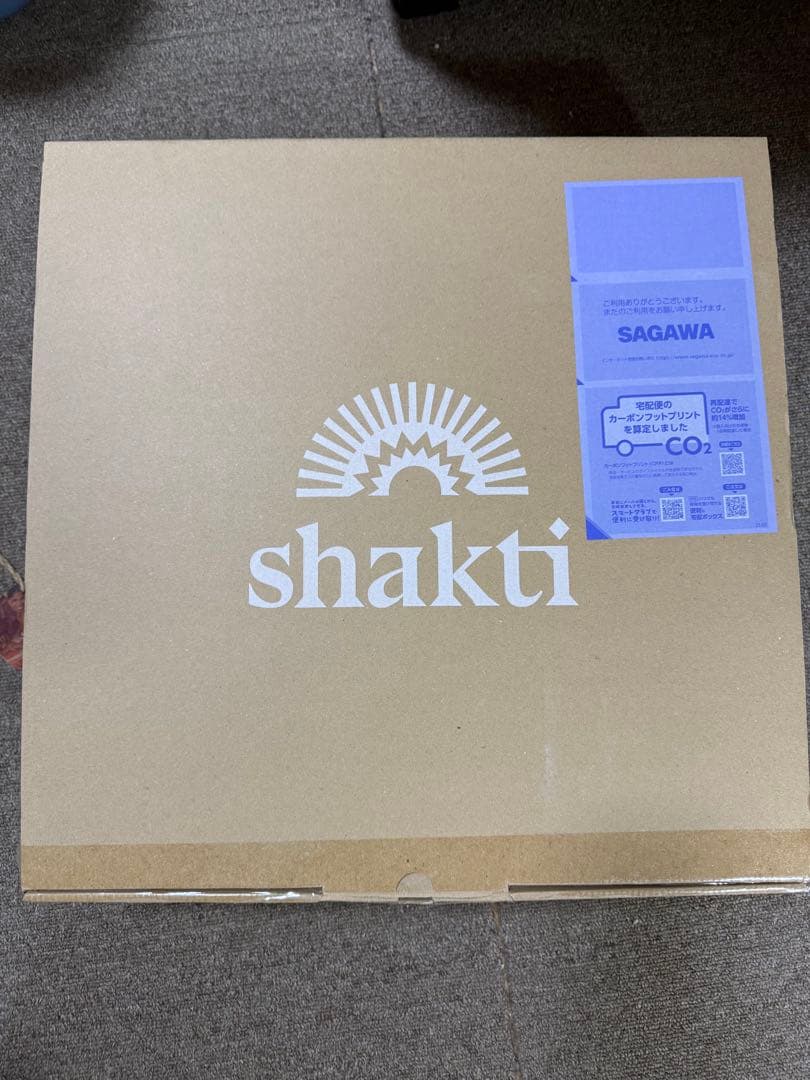 ご利用ありがとうございます。
またのご利用をお願い申し上げます。
SAGAWA
宅配便の
カーボンフットプリント
を算定しました
CO2
再配達で
CO2がさらに
約14%増加
スマートクラブで
便利に受け取り!
便利な
宅配ボックス
shakti